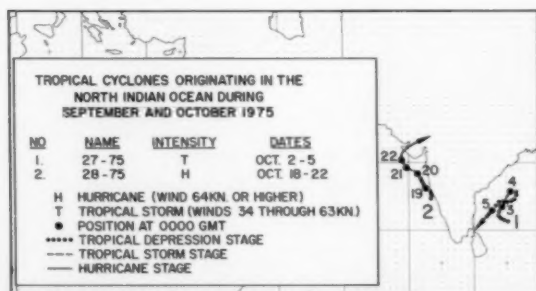 TROPICAL CYCLONES ORIGINATING IN THE
NORTH INDIAN OCEAN DURING
SEPTEMBER AND OCTOBER 1975
NO NAME INTENSITY DATES
1. 27-75 T OCT. 2-5
2. 28-75 H OCT. 18-22
H HURRICANE (WIND 64KN. OR HIGHER)
T TROPICAL STORM (WINDS 34 THROUGH 63KN.)
● POSITION AT 0000 GMT
TROPICAL DEPRESSION STAGE
TROPICAL STORM STAGE
HURRICANE STAGE
22
21
20
19
2
4
5
3
1